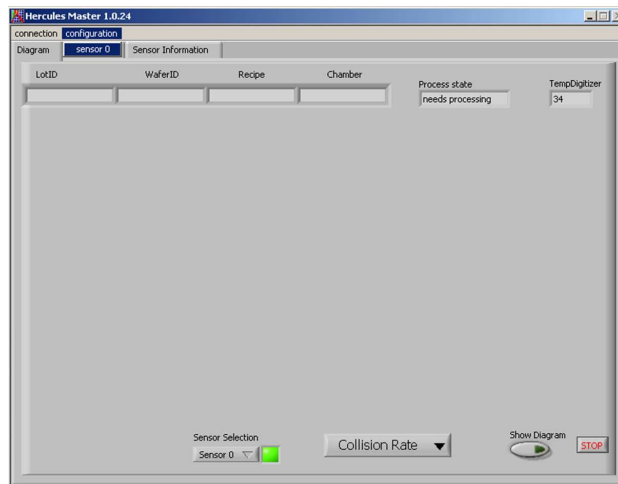 Hercules Master 1.0.24
connection configuration
Diagram sensor 0 Sensor Information
LotID WaferID Recipe Chamber
Process state TempDigitizer
needs processing 34
Sensor Selection
Sensor 0
Collision Rate
Show Diagram
STOP